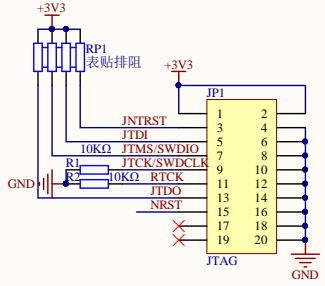 +3V3
RP1
表贴排阻
+3V3
JP1
1 2
JNTRST 3 4
JTDI 5 6
10KΩ JTMS/SWDIO 7 8
R1 JTCK/SWDCLK 9 10
GND R2 10KΩ RTCK 11 12
JTDO 13 14
NRST 15 16
17 18
19 20
JTAG
GND